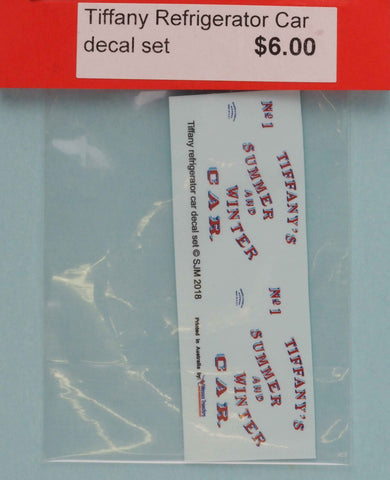 Tiffany Refrigerator Car
decal set
$6.00
Tiffany refrigerator car decal set © SJM 2018
Printed in Australia by
No 1
TIFFANY'S
SUMMER
AND
WINTER
CAR.
No 1
TIFFANY'S
SUMMER
AND
WINTER
CAR.